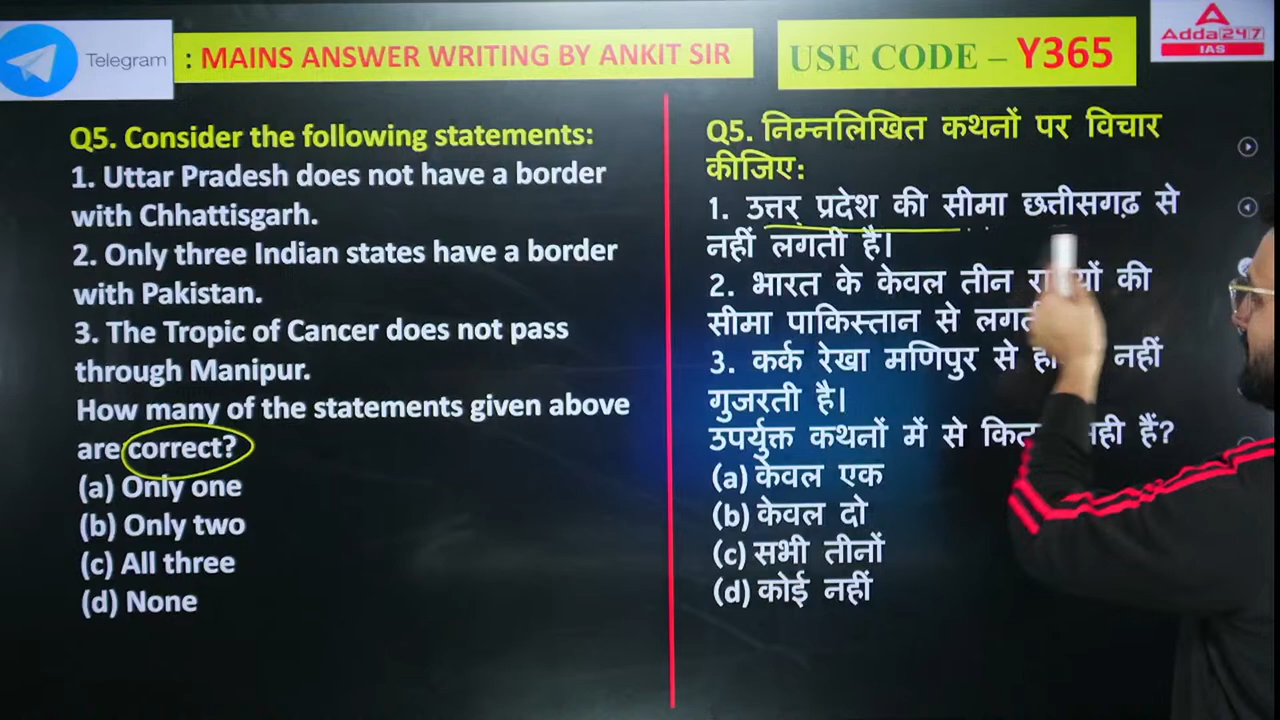 Telegram
: MAINS ANSWER WRITING BY ANKIT SIR
USE CODE – Y365
Adda247
IAS
Q5. Consider the following statements:
1. Uttar Pradesh does not have a border
with Chhattisgarh.
2. Only three Indian states have a border
with Pakistan.
3. The Tropic of Cancer does not pass
through Manipur.
How many of the statements given above
are correct?
(a) Only one
(b) Only two
(c) All three
(d) None
Q5. निम्नलिखित कथनों पर विचार
कीजिए:
1. उत्तर प्रदेश की सीमा छत्तीसगढ़ से
नहीं लगती है।
2. भारत के केवल तीन की
सीमा पाकिस्तान से
3. कर्क रेखा मणिपुर से नहीं
गुजरती है।
उपर्युक्त कथनों में से हैं?
(a) केवल एक
(b) केवल दो
(c) सभी तीनों
(d) कोई नहीं